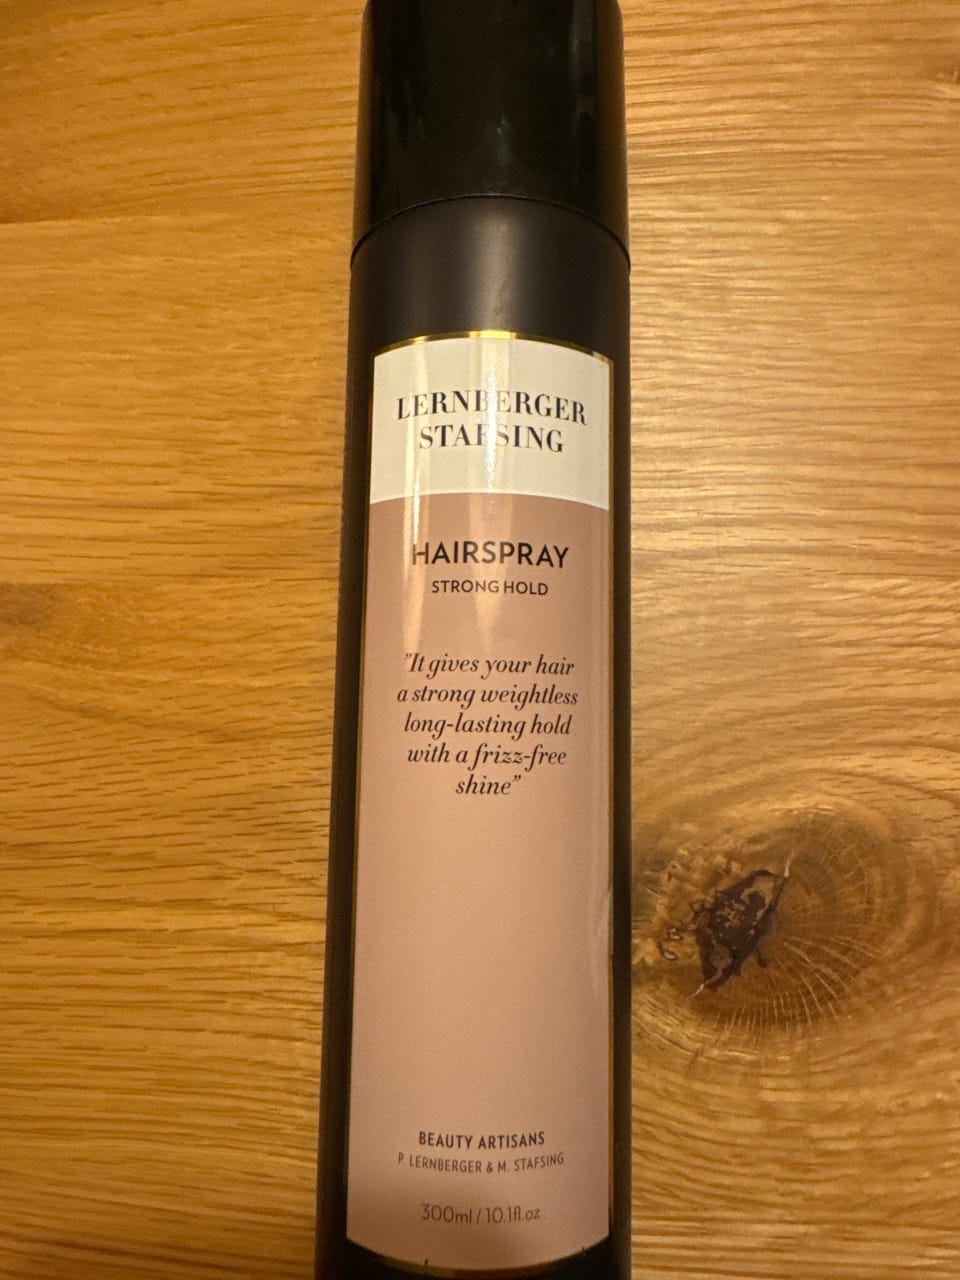 LERNBERGER
STAFSING
HAIRSPRAY
STRONG HOLD
"It gives your hair
a strong weightless
long-lasting hold
with a frizz-free
shine"
BEAUTY ARTISANS
P. LERNBERGER & M. STAFSING
300ml / 10.1fl.oz